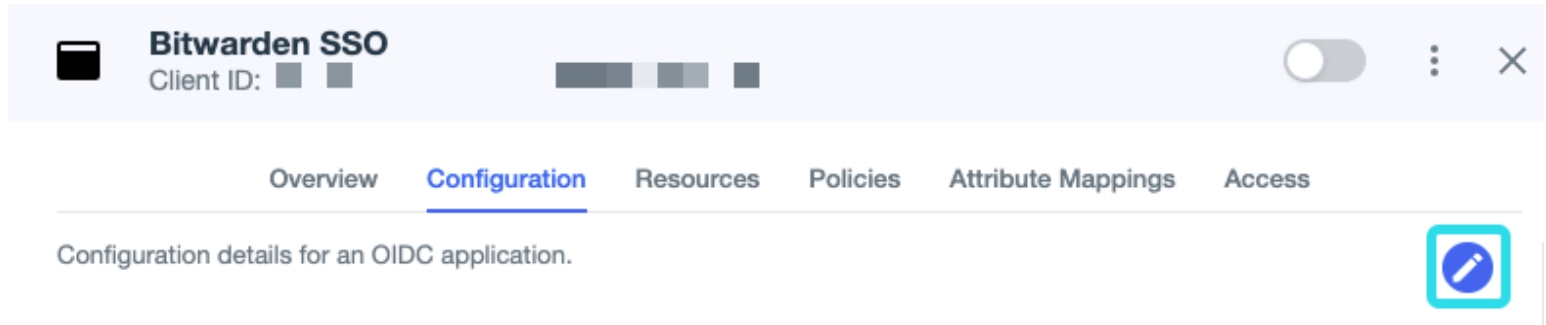 Bitwarden SSO
Client ID:
Overview Configuration Resources Policies Attribute Mappings Access
Configuration details for an OIDC application.